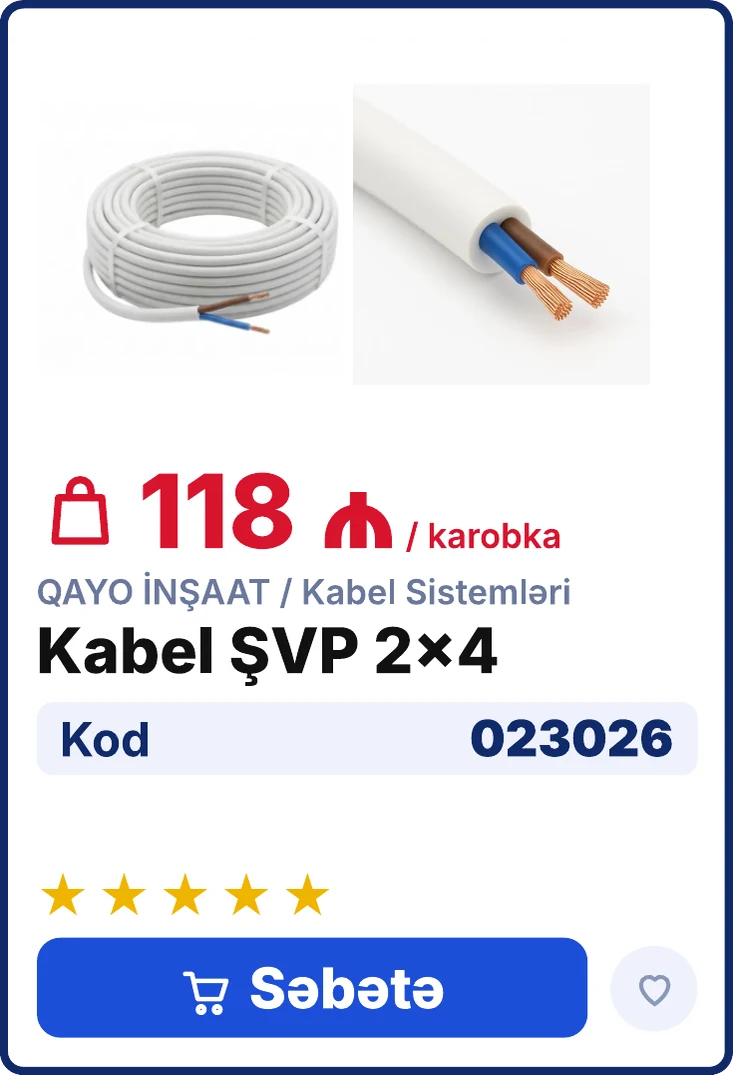 118 ₼ / karobka
QAYO İNŞAAT / Kabel Sistemləri
Kabel ŞVP 2×4
Kod 023026
Səbətə